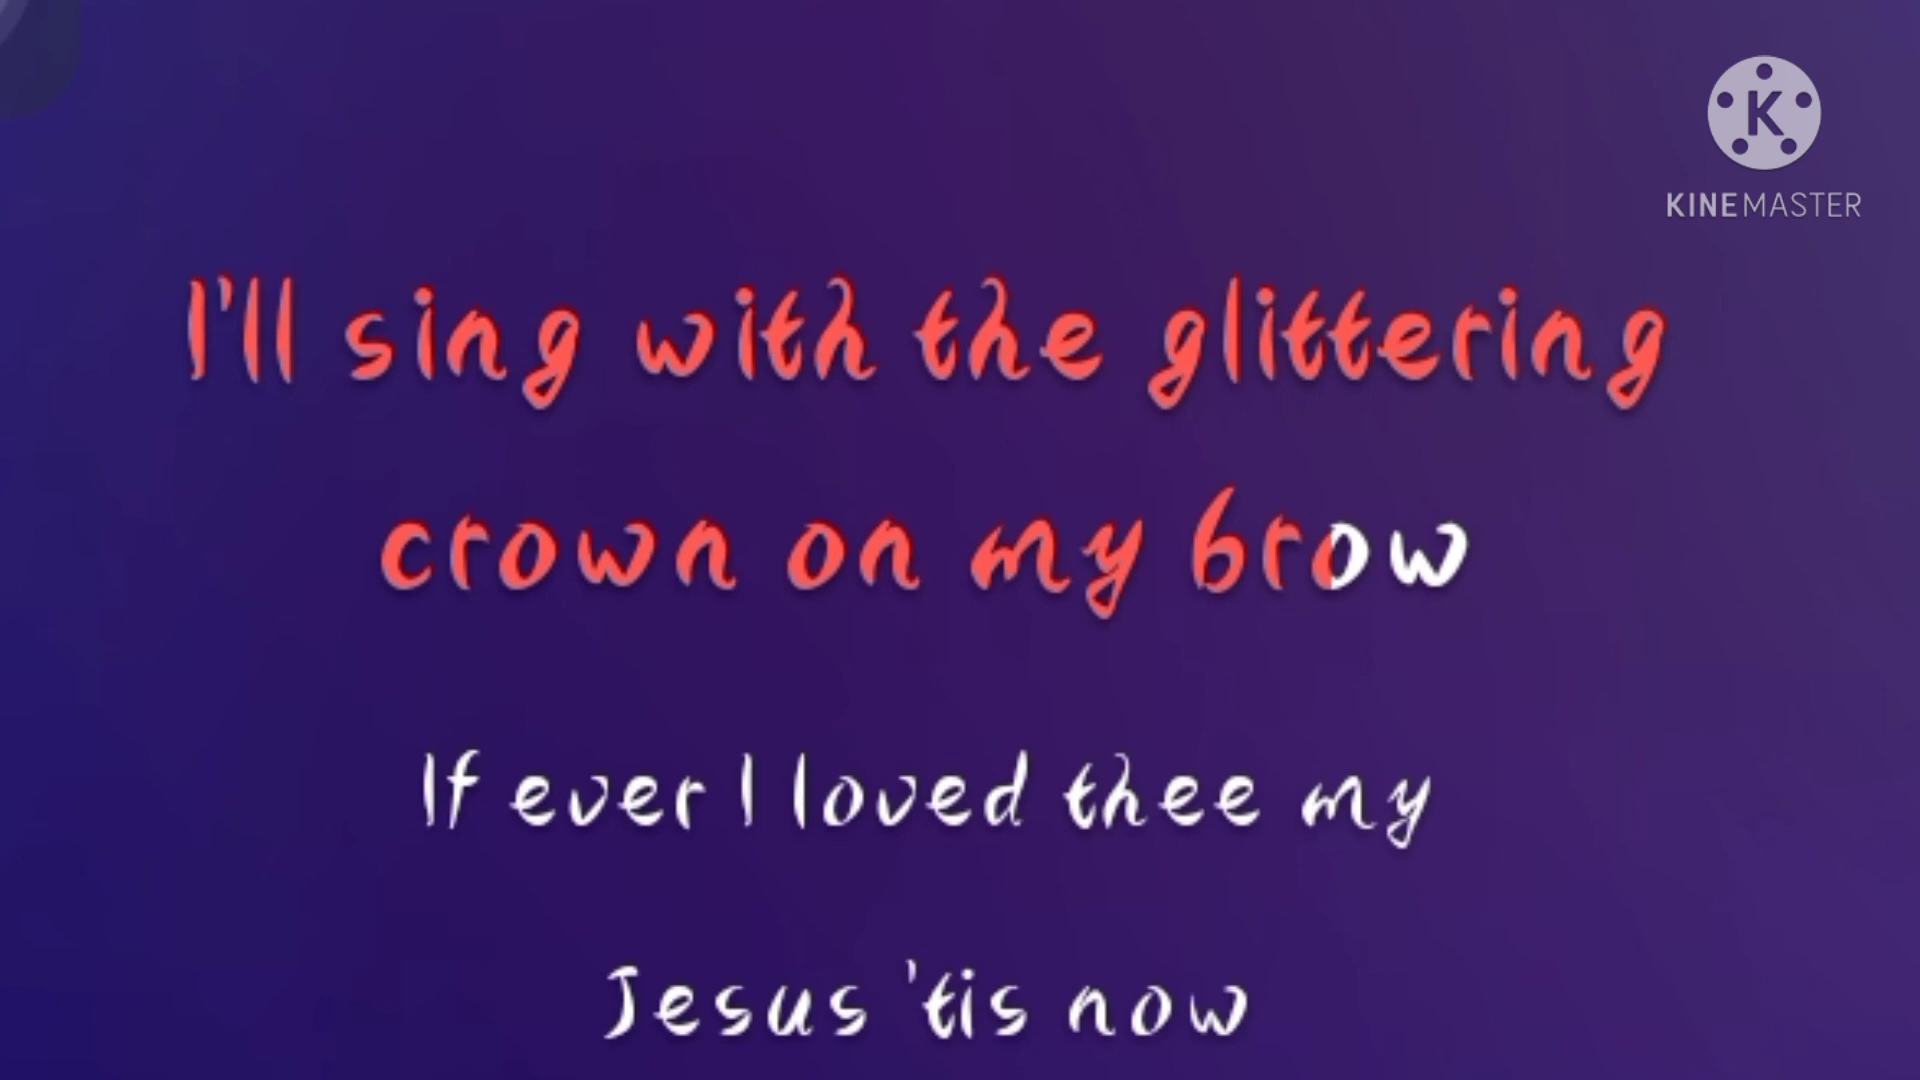 KINEMASTER
I'll sing with the glittering
crown on my brow
If ever I loved thee my
Jesus 'tis now